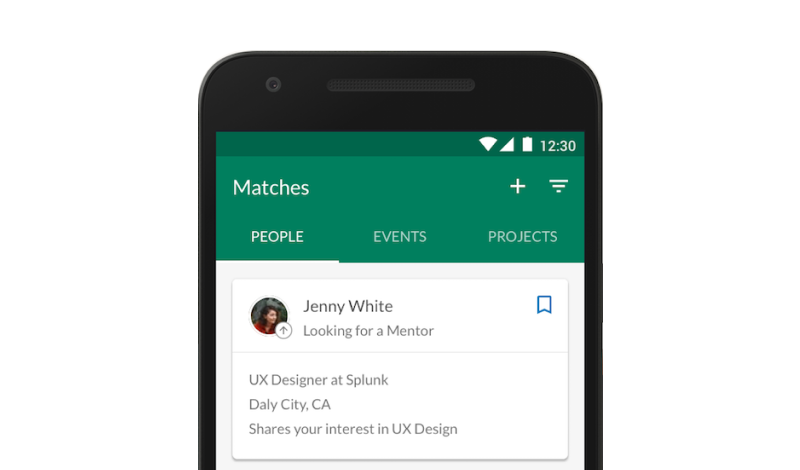 12:30
Matches
PEOPLE EVENTS PROJECTS
Jenny White
Looking for a Mentor
UX Designer at Splunk
Daly City, CA
Shares your interest in UX Design